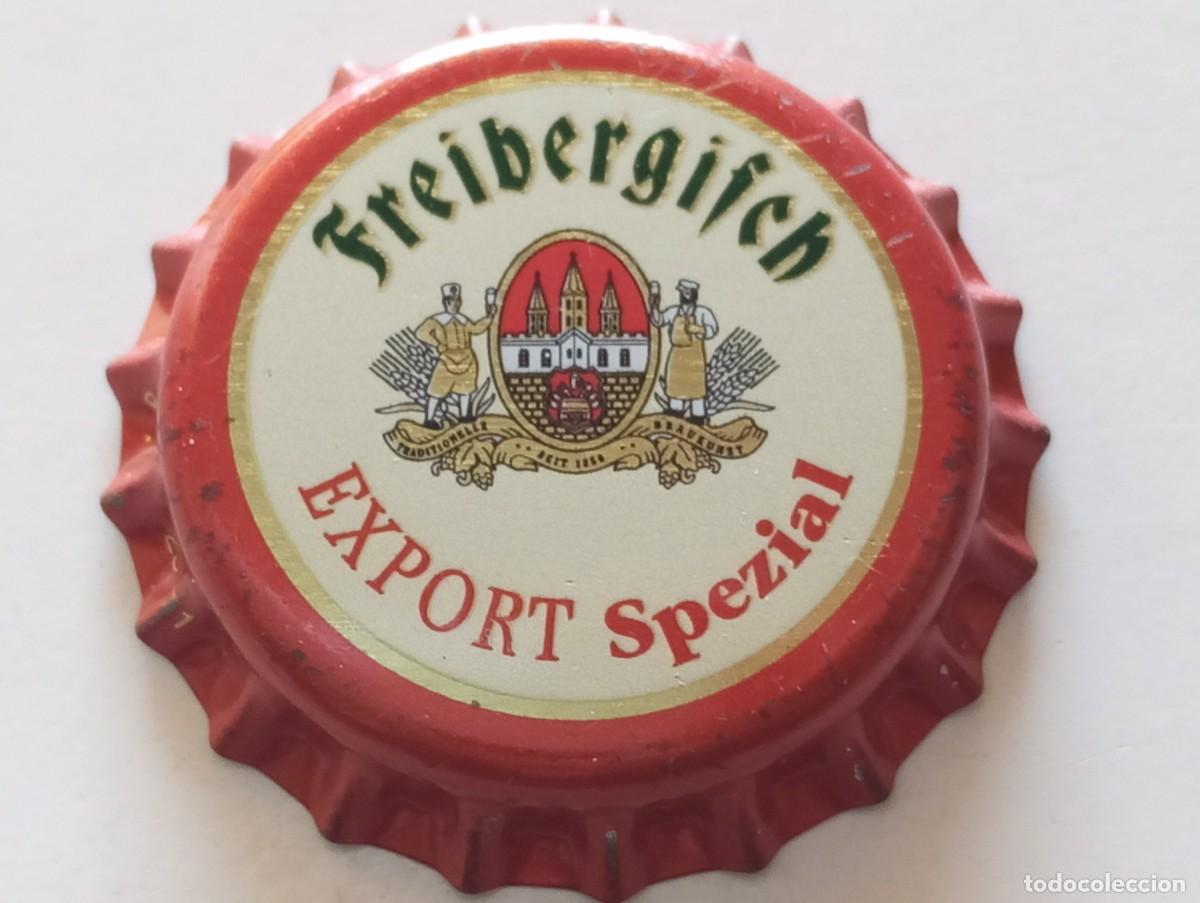 Freibergiſch
TRADITIONELLE BRAUKUNST
SEIT 1850
EXPORT Spezial
todocoleccion